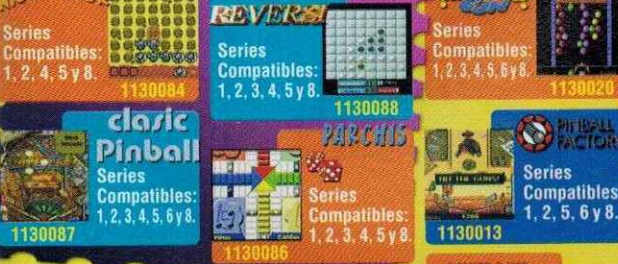 Series
Compatibles:
1, 2, 4, 5 y 8.
1130084
REVERSI
Series
Compatibles:
1, 2, 3, 4, 5 y 8.
1130088
Series
Compatibles:
1, 2, 3, 4, 5, 6 y 8.
1130020
clasic
Pinball
Series
Compatibles:
1, 2, 3, 4, 5, 6 y 8.
1130087
PARCHIS
Series
Compatibles:
1, 2, 3, 4, 5 y 8.
1130086
PINBALL
FACTORY
Series
Compatibles
1, 2, 5, 6 y 8.
1130013